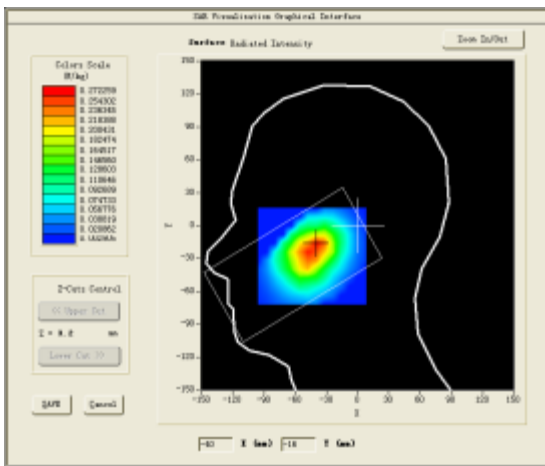 SAR Visualisation Graphical Interface
Surface Radiated Intensity
Zoom In/Out
Colors Scale
(W/kg)
0.272259
0.254302
0.236345
0.218388
0.200431
0.182474
0.164517
0.146560
0.128603
0.110646
0.092689
0.074733
0.056776
0.038819
0.020862
150
120
90
60
30
0
-30
-60
-90
-120
-150
Y
-150 -120 -90 -60 -30 0 30 60 90 120 150
X
Z-Cuts Control
<< Upper Cut
mm
Lower Cut >>
SAVE
Cancel
X (mm)
Y (mm)